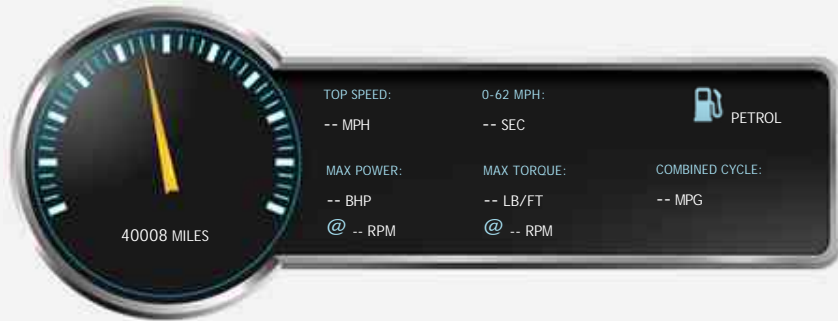 TOP SPEED:
-- MPH
0-62 MPH:
-- SEC
PETROL
MAX POWER:
-- BHP
@ -- RPM
MAX TORQUE:
-- LB/FT
@ -- RPM
COMBINED CYCLE:
-- MPG
40008 MILES